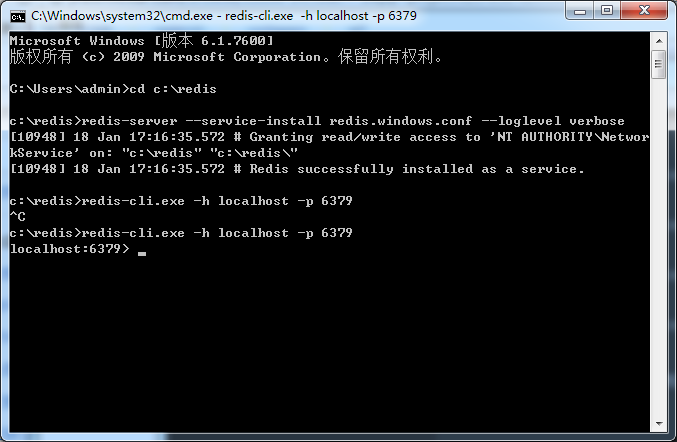 C:\Windows\system32\cmd.exe - redis-cli.exe  -h localhost -p 6379
Microsoft Windows [版本 6.1.7600]
版权所有 (c) 2009 Microsoft Corporation。保留所有权利。
C:\Users\admin>cd c:\redis
c:\redis>redis-server --service-install redis.windows.conf --loglevel verbose
[10948] 18 Jan 17:16:35.572 # Granting read/write access to 'NT AUTHORITY\Networ
kService' on: "c:\redis" "c:\redis\"
[10948] 18 Jan 17:16:35.572 # Redis successfully installed as a service.
c:\redis>redis-cli.exe -h localhost -p 6379
^C
c:\redis>redis-cli.exe -h localhost -p 6379
localhost:6379>